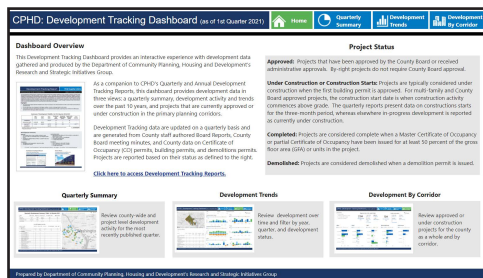 CPHD: Development Tracking Dashboard (as of 1st Quarter 2021)
Home
Quarterly
Summary
Development
Trends
Development
By Corridor
Dashboard Overview
This Development Tracking Dashboard provides an interactive experience with development data
gathered and produced by the Department of Community Planning, Housing and Development's
Research and Strategic Initiatives Group.
As a companion to CPHD's Quarterly and Annual Development
Tracking Reports, this dashboard provides development data in
three views: a quarterly summary, development activity and trends
over the past 10 years, and projects that are currently approved or
under construction in the primary planning corridors.
Development Tracking data are updated on a quarterly basis and
are generated from County staff authored Board Reports, County
Board meeting minutes, and County data on Certificate of
Occupancy (CO) permits, building permits, and demolitions permits.
Projects are reported based on their status as defined to the right.
Click here to access Development Tracking Reports.
Project Status
Approved: Projects that have been approved by the County Board or received
administrative approvals. By-right projects do not require County Board approval.
Under Construction or Construction Starts: Projects are typically considered under
construction when the first building permit is approved. For multi-family and County
Board approved projects, the construction start date is when construction activity
commences above grade. The quarterly reports present data on construction starts
for the three-month period, whereas elsewhere in-progress development is reported
as currently under construction.
Completed: Projects are considered complete when a Master Certificate of Occupancy
or partial Certificate of Occupancy have been issued for at least 50 percent of the gross
floor area (GFA) or units in the project.
Demolished: Projects are considered demolished when a demolition permit is issued.
Quarterly Summary
Review county-wide and
project level development
activity for the most
recently published quarter.
Development Trends
Review development over
time and filter by year,
quarter, and development
status.
Development By Corridor
Review approved or
under construction
projects for the county
as a whole and by
corridor.
Prepared by Department of Community Planning, Housing and Development's Research and Strategic Initiatives Group